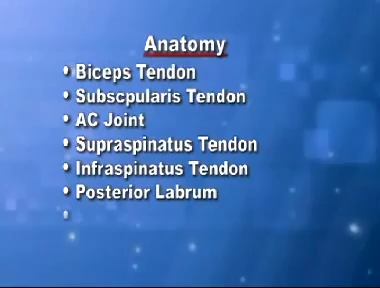 Anatomy
• Biceps Tendon
• Subscpularis Tendon
• AC Joint
• Supraspinatus Tendon
• Infraspinatus Tendon
• Posterior Labrum
•